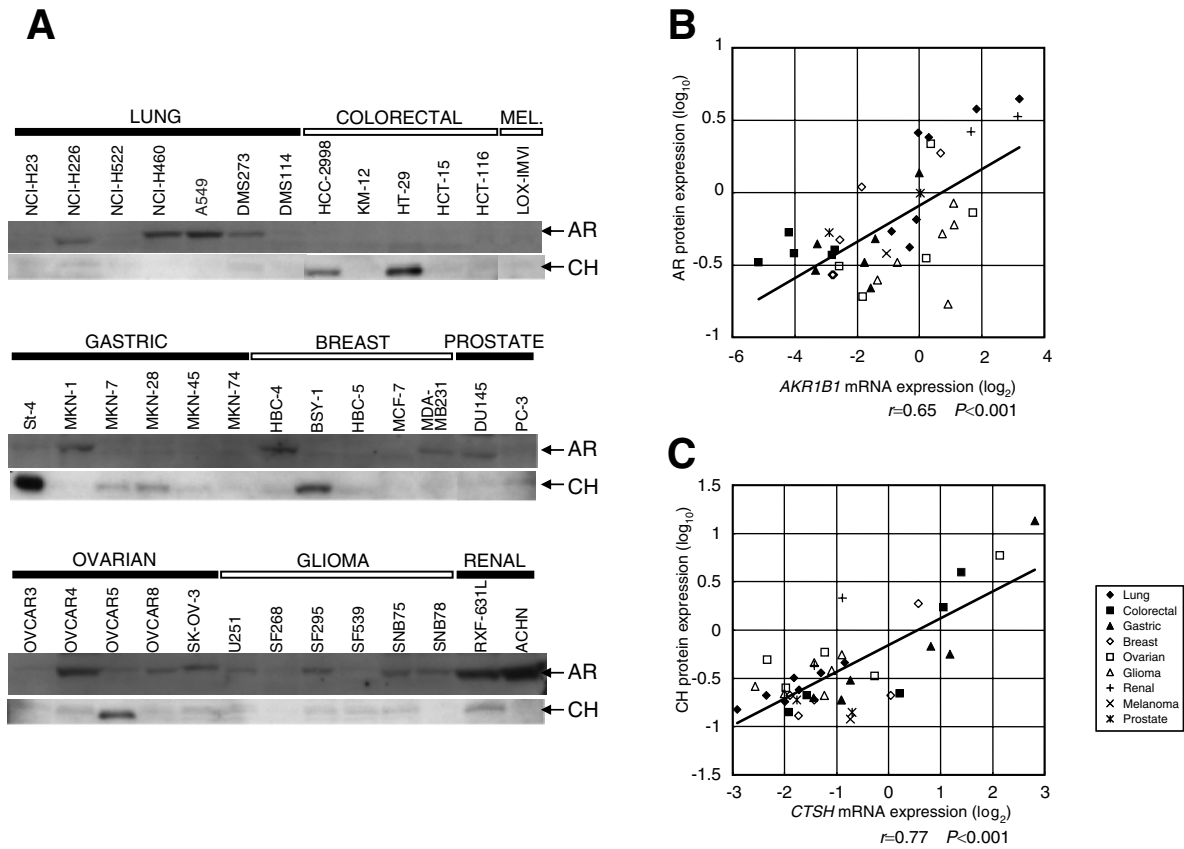 A
LUNG COLORECTAL MEL.
NCI-H23 NCI-H226 NCI-H522 NCI-H460 A549 DMS273 DMS114 HCC-2998 KM-12 HT-29 HCT-15 HCT-116 LOX-IMVI
AR
CH
GASTRIC BREAST PROSTATE
St-4 MKN-1 MKN-7 MKN-28 MKN-45 MKN-74 HBC-4 BSY-1 HBC-5 MCF-7 MDA-MB231 DU145 PC-3
AR
CH
OVARIAN GLIOMA RENAL
OVCAR3 OVCAR4 OVCAR5 OVCAR8 SK-OV-3 U251 SF268 SF295 SF539 SNB75 SNB78 RXF-631L ACHN
AR
CH
B
AR protein expression (log10)
1
0.5
0
-0.5
-1
-6 -4 -2 0 2 4
AKR1B1 mRNA expression (log2)
r=0.65 P<0.001
C
CH protein expression (log10)
1.5
1
0.5
0
-0.5
-1
-1.5
-3 -2 -1 0 1 2 3
CTSH mRNA expression (log2)
r=0.77 P<0.001
Lung
Colorectal
Gastric
Breast
Ovarian
Glioma
Renal
Melanoma
Prostate